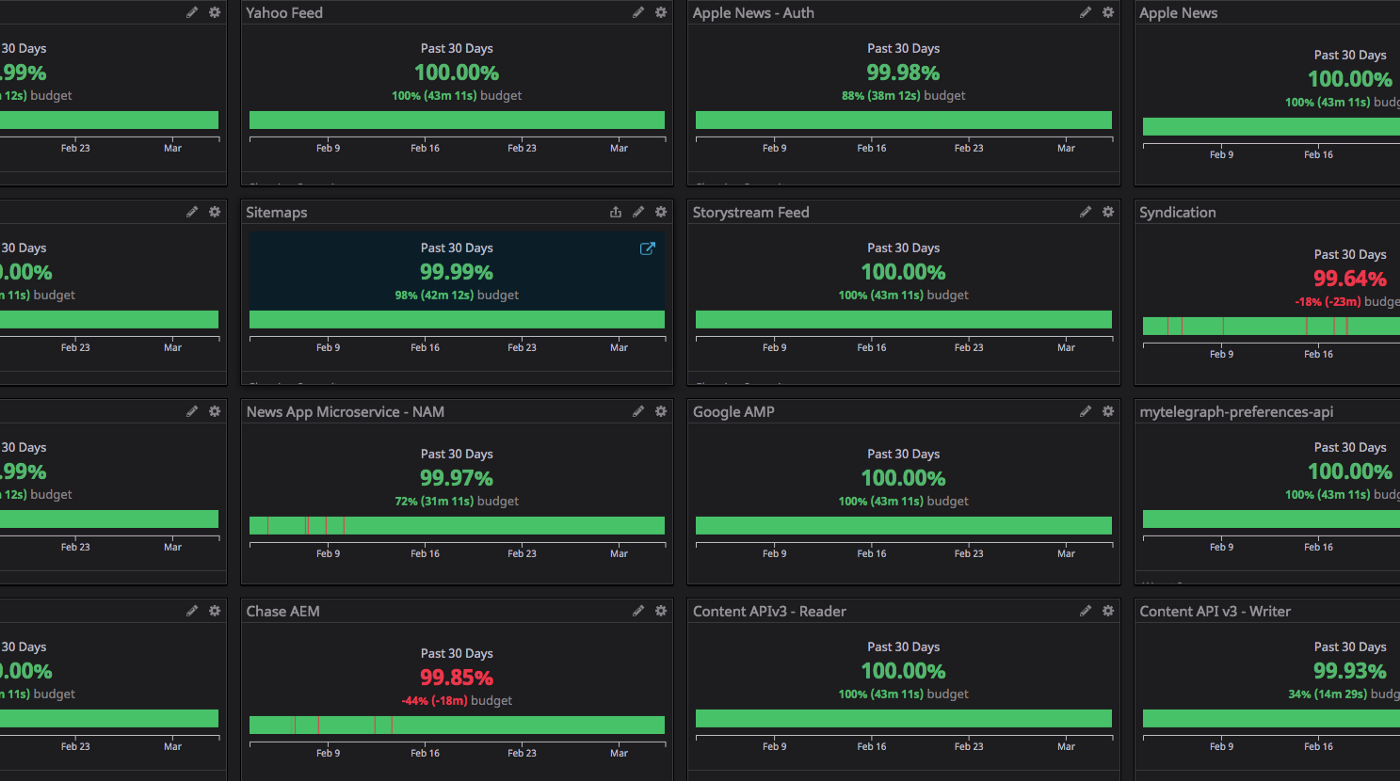 Yahoo Feed
Apple News - Auth
Apple News
30 Days
Past 30 Days
Past 30 Days
Past 30 Days
.99%
100.00%
99.98%
100.00%
12s) budget
100% (43m 11s) budget
88% (38m 12s) budget
100% (43m 11s) budg
Feb 23 Mar
Feb 9 Feb 16 Feb 23 Mar
Feb 9 Feb 16 Feb 23 Mar
Feb 9 Feb 16
Sitemaps
Storystream Feed
Syndication
30 Days
Past 30 Days
Past 30 Days
Past 30 Days
.00%
99.99%
100.00%
99.64%
11s) budget
98% (42m 12s) budget
100% (43m 11s) budget
-18% (-23m) budge
Feb 23 Mar
Feb 9 Feb 16 Feb 23 Mar
Feb 9 Feb 16 Feb 23 Mar
Feb 9 Feb 16
News App Microservice - NAM
Google AMP
mytelegraph-preferences-api
30 Days
Past 30 Days
Past 30 Days
Past 30 Days
.99%
99.97%
100.00%
100.00%
12s) budget
72% (31m 11s) budget
100% (43m 11s) budget
100% (43m 11s) budg
Feb 23 Mar
Feb 9 Feb 16 Feb 23 Mar
Feb 9 Feb 16 Feb 23 Mar
Feb 9 Feb 16
Chase AEM
Content APIv3 - Reader
Content API v3 - Writer
30 Days
Past 30 Days
Past 30 Days
Past 30 Days
.00%
99.85%
100.00%
99.93%
11s) budget
-44% (-18m) budget
100% (43m 11s) budget
34% (14m 29s) budg
Feb 23 Mar
Feb 9 Feb 16 Feb 23 Mar
Feb 9 Feb 16 Feb 23 Mar
Feb 9 Feb 16